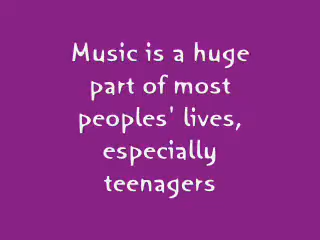 Music is a huge
part of most
peoples' lives,
especially
teenagers